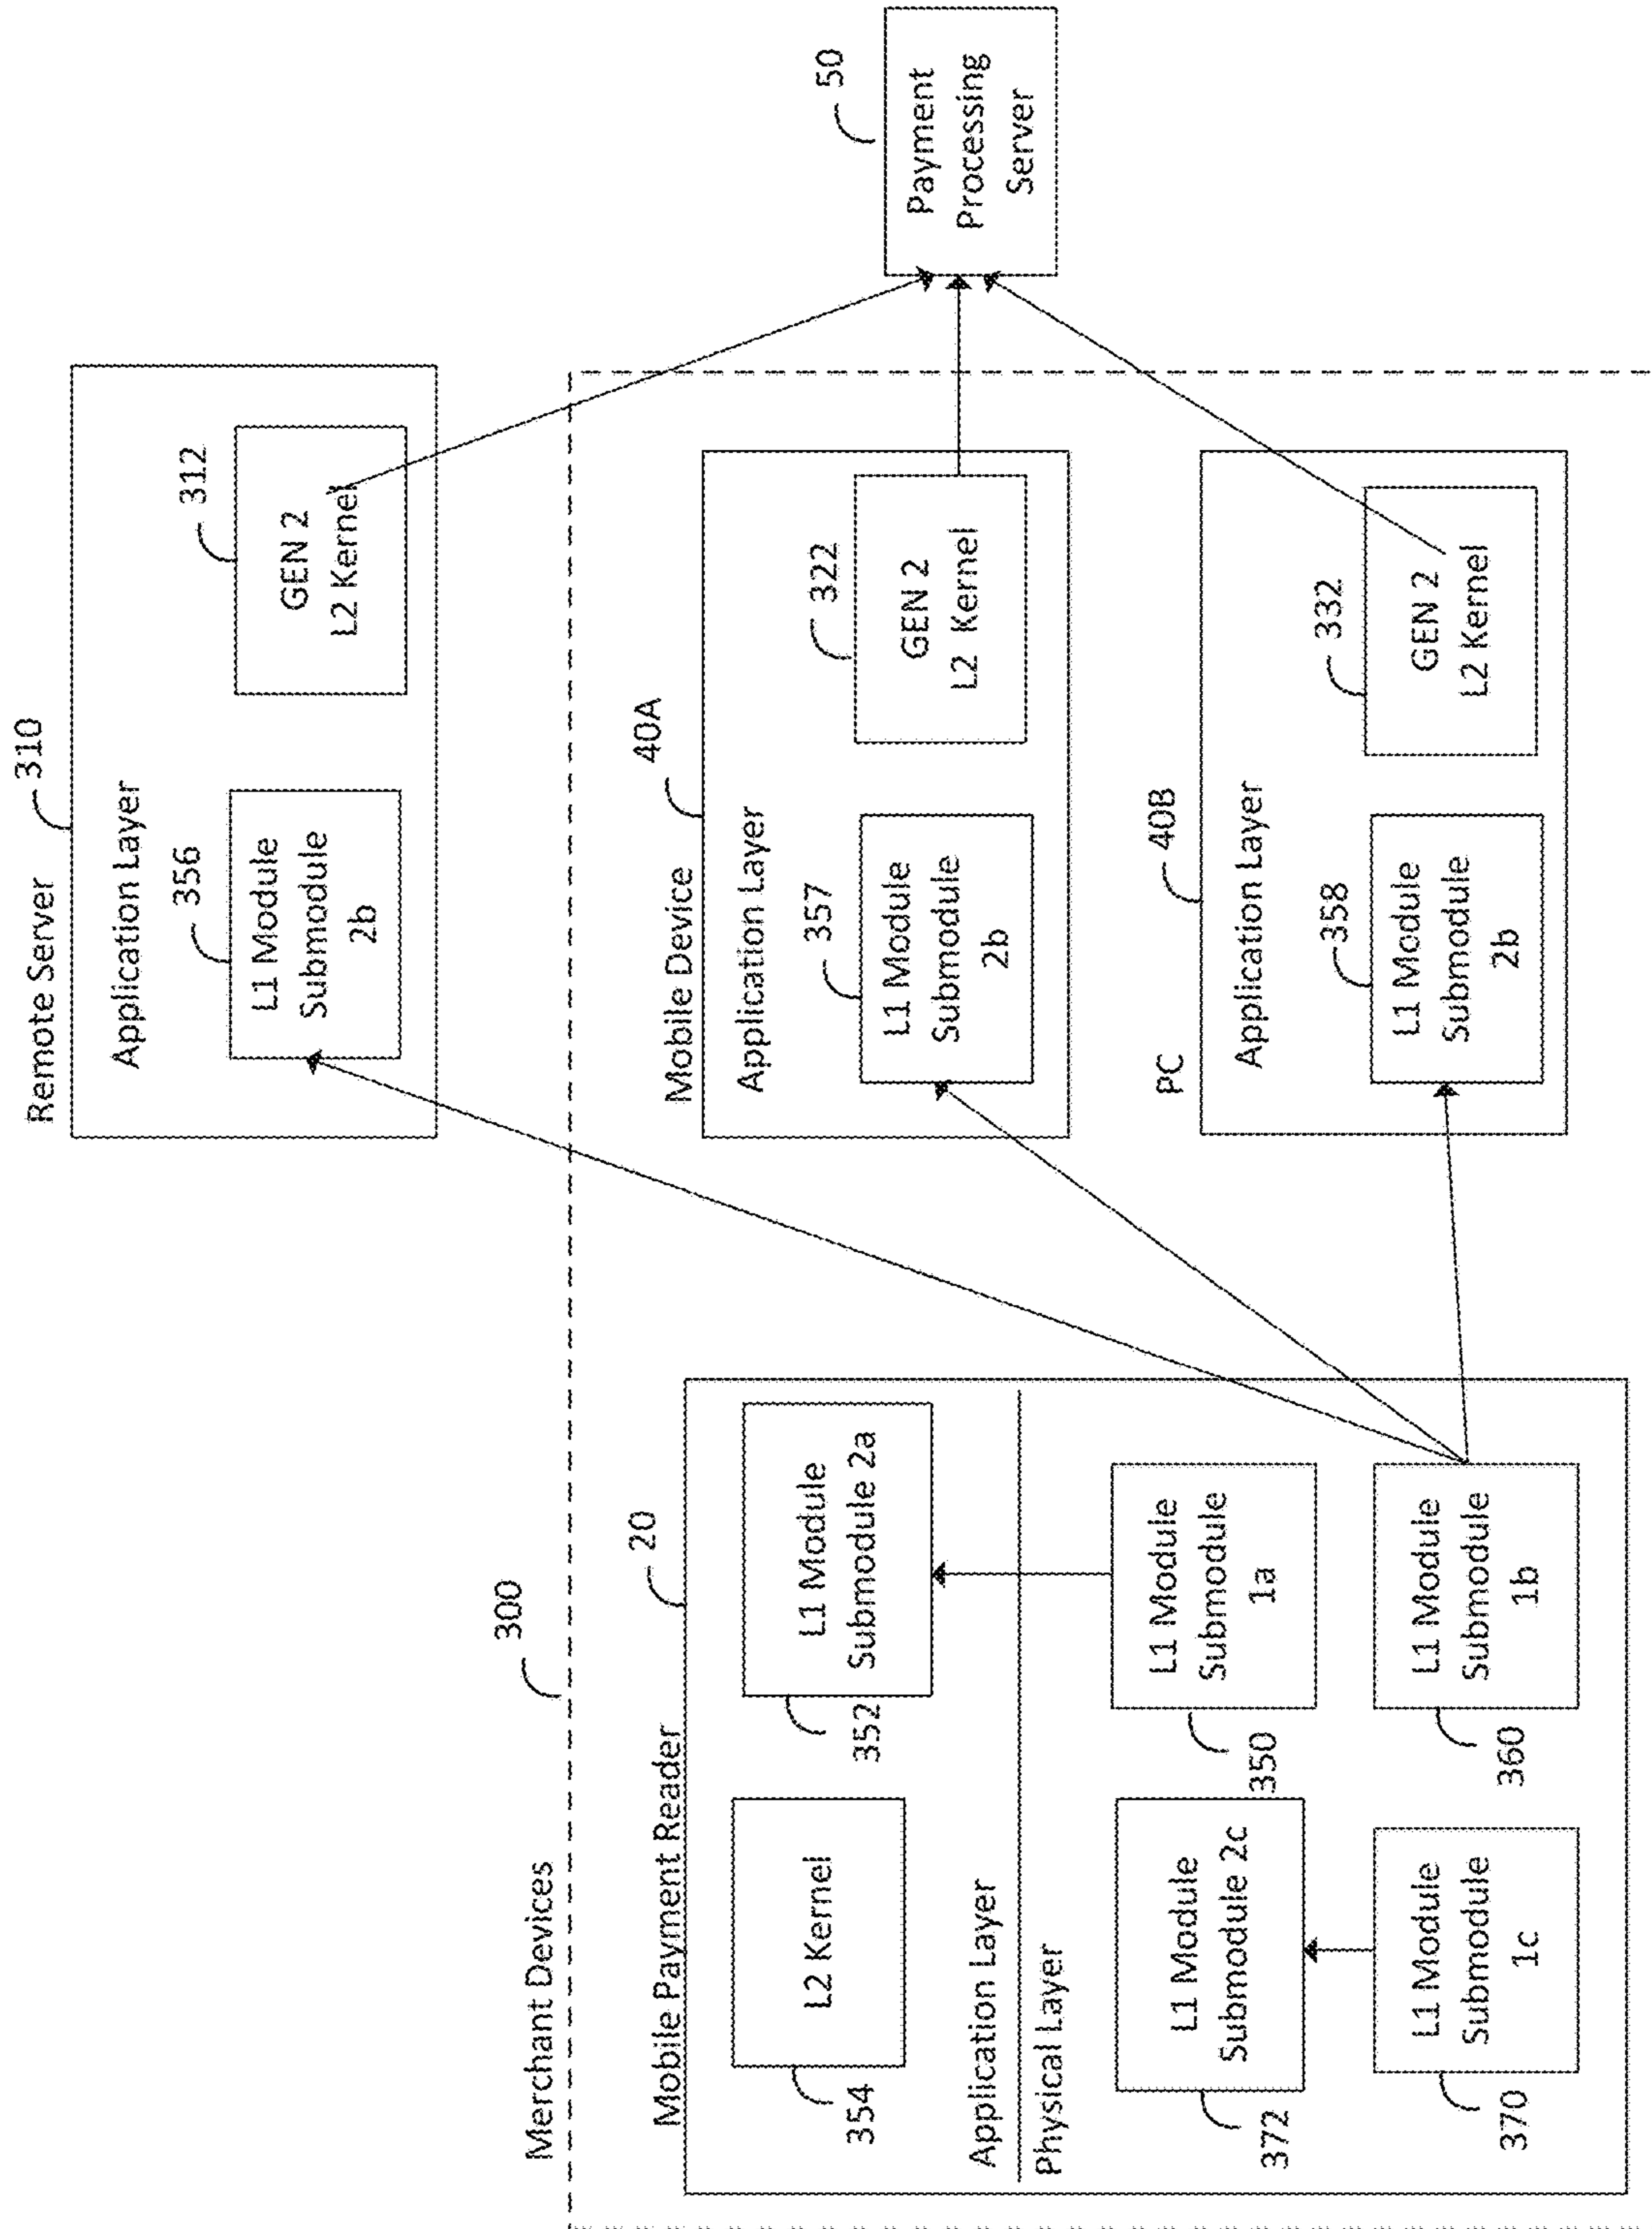 Remote Server
310
Application Layer
356
L1 Module
Submodule
2b
312
GEN 2
L2 Kernel
50
Payment
Processing
Server
Merchant Devices
300
Mobile Payment Reader
20
354
L2 Kernel
352
L1 Module
Submodule 2a
Application Layer
Physical Layer
372
L1 Module
Submodule 2c
350
L1 Module
Submodule
1a
370
L1 Module
Submodule
1c
360
L1 Module
Submodule
1b
Mobile Device
40A
Application Layer
357
L1 Module
Submodule
2b
322
GEN 2
L2 Kernel
PC
40B
Application Layer
358
L1 Module
Submodule
2b
332
GEN 2
L2 Kernel